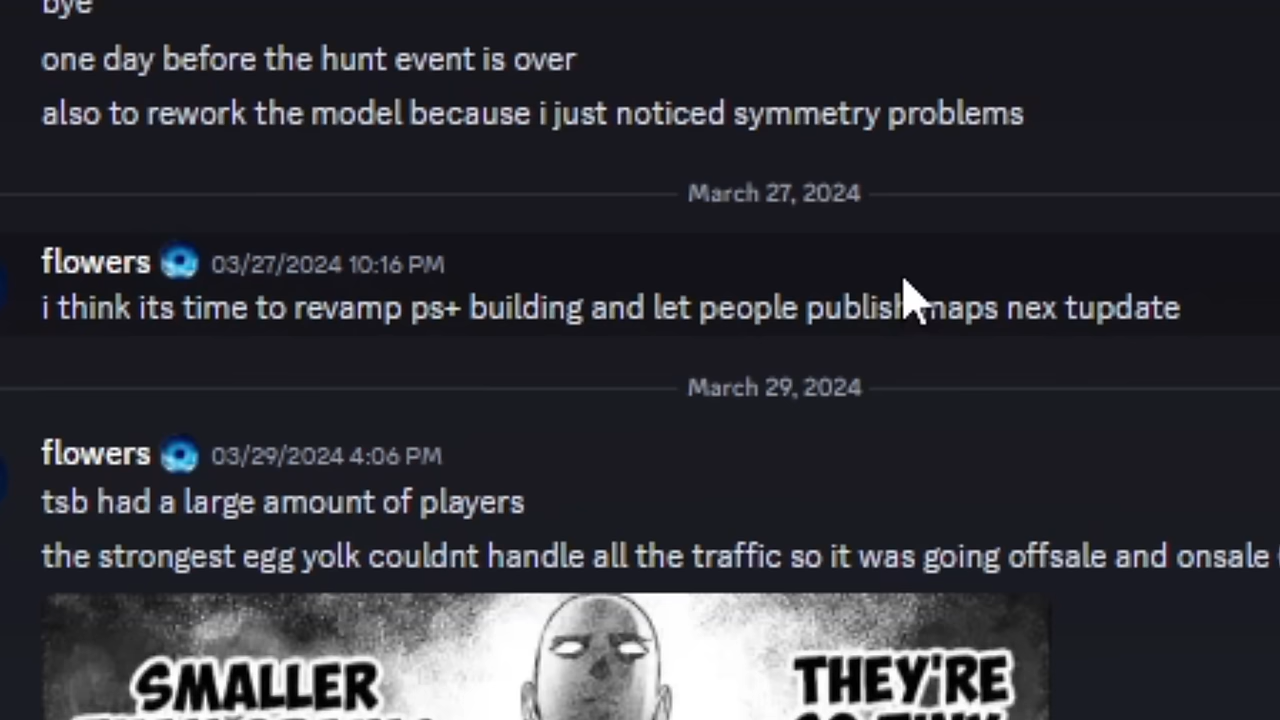 bye
one day before the hunt event is over
also to rework the model because i just noticed symmetry problems
March 27, 2024
flowers 03/27/2024 10:16 PM
i think its time to revamp ps+ building and let people publish maps nex tupdate
March 29, 2024
flowers 03/29/2024 4:06 PM
tsb had a large amount of players
the strongest egg yolk couldnt handle all the traffic so it was going offsale and onsale
SMALLER THEY'RE